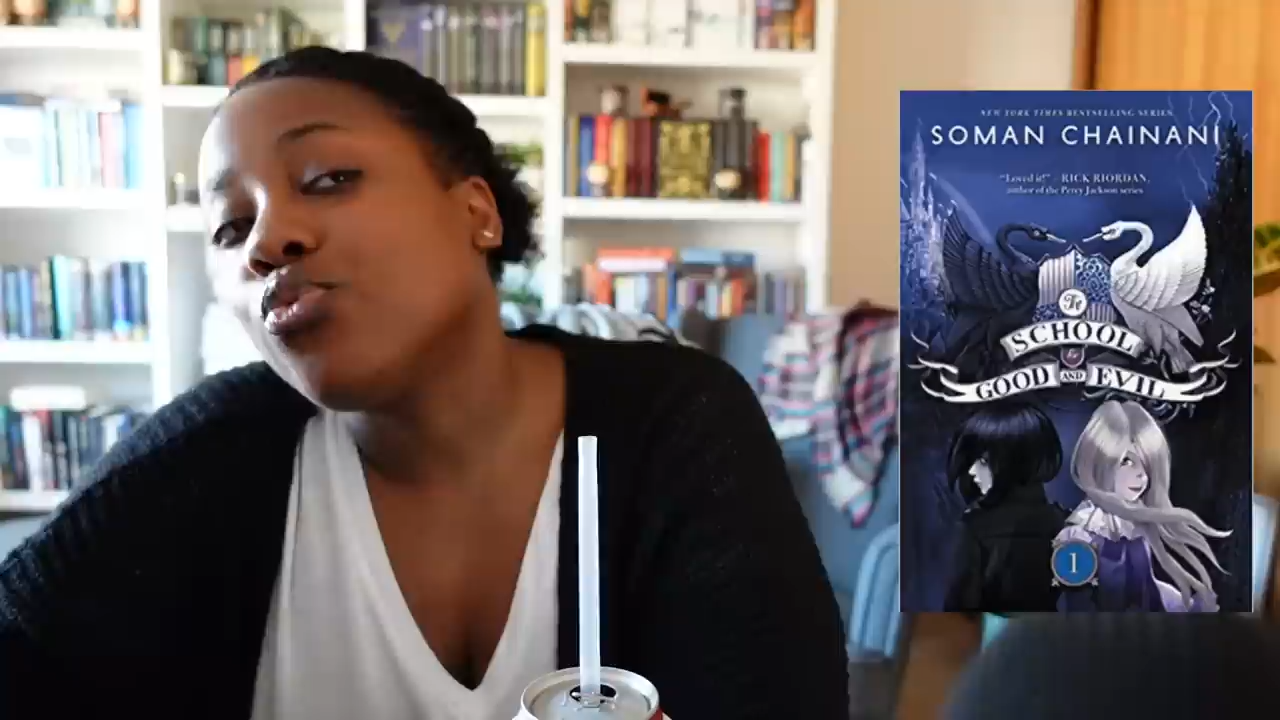 NEW YORK TIMES BESTSELLING SERIES
SOMAN CHAINANI
"Loved it!" —RICK RIORDAN,
author of the Percy Jackson series
The
SCHOOL
for
GOOD AND EVIL
1